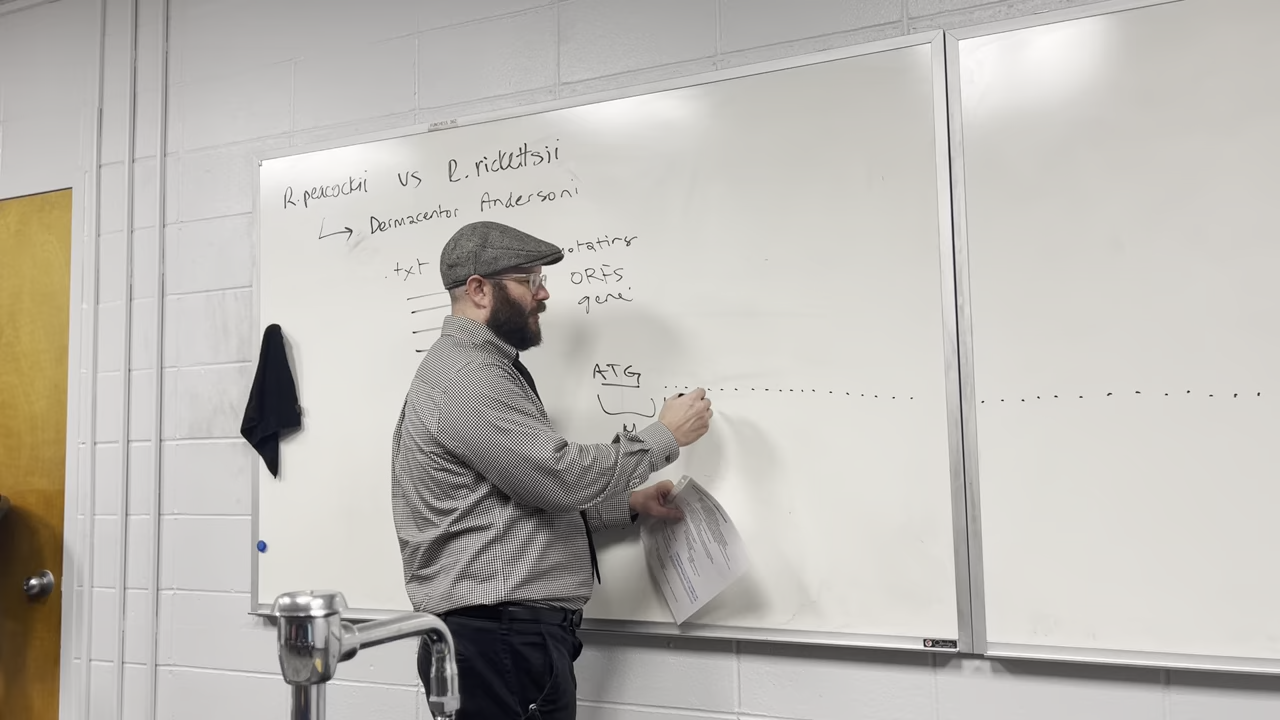 R.peacockii vs R.rickettsii
↳ Dermacentor Andersoni
.txt
ORFs
gene
ATG
M